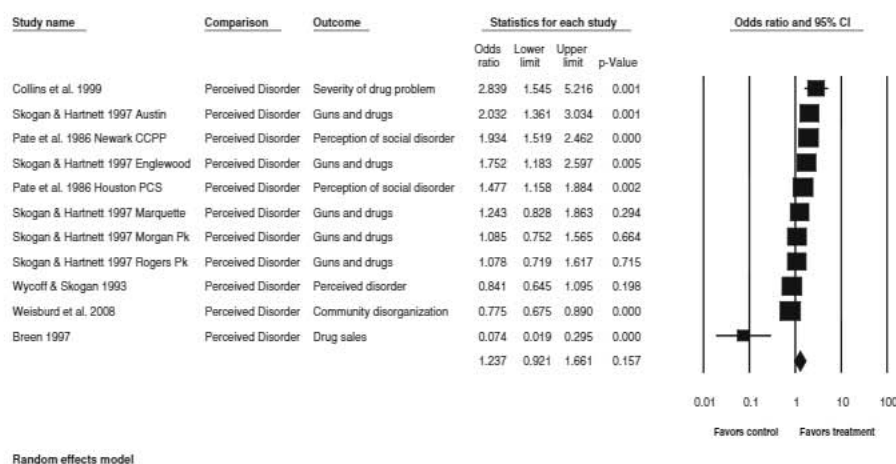 Study name Comparison Outcome Statistics for each study Odds ratio and 95% CI
Odds ratio Lower limit Upper limit p-Value
Collins et al. 1999 Perceived Disorder Severity of drug problem 2.839 1.545 5.216 0.001
Skogan & Hartnett 1997 Austin Perceived Disorder Guns and drugs 2.032 1.361 3.034 0.001
Pate et al. 1986 Newark CCPP Perceived Disorder Perception of social disorder 1.934 1.519 2.462 0.000
Skogan & Hartnett 1997 Englewood Perceived Disorder Guns and drugs 1.752 1.183 2.597 0.005
Pate et al. 1986 Houston PCS Perceived Disorder Perception of social disorder 1.477 1.158 1.884 0.002
Skogan & Hartnett 1997 Marquette Perceived Disorder Guns and drugs 1.243 0.828 1.863 0.294
Skogan & Hartnett 1997 Morgan Pk Perceived Disorder Guns and drugs 1.085 0.752 1.565 0.664
Skogan & Hartnett 1997 Rogers Pk Perceived Disorder Guns and drugs 1.078 0.719 1.617 0.715
Wycoff & Skogan 1993 Perceived Disorder Perceived disorder 0.841 0.645 1.095 0.198
Weisburd et al. 2008 Perceived Disorder Community disorganization 0.775 0.675 0.890 0.000
Breen 1997 Perceived Disorder Drug sales 0.074 0.019 0.295 0.000
1.237 0.921 1.661 0.157
0.01 0.1 1 10 100
Favors control Favors treatment
Random effects model